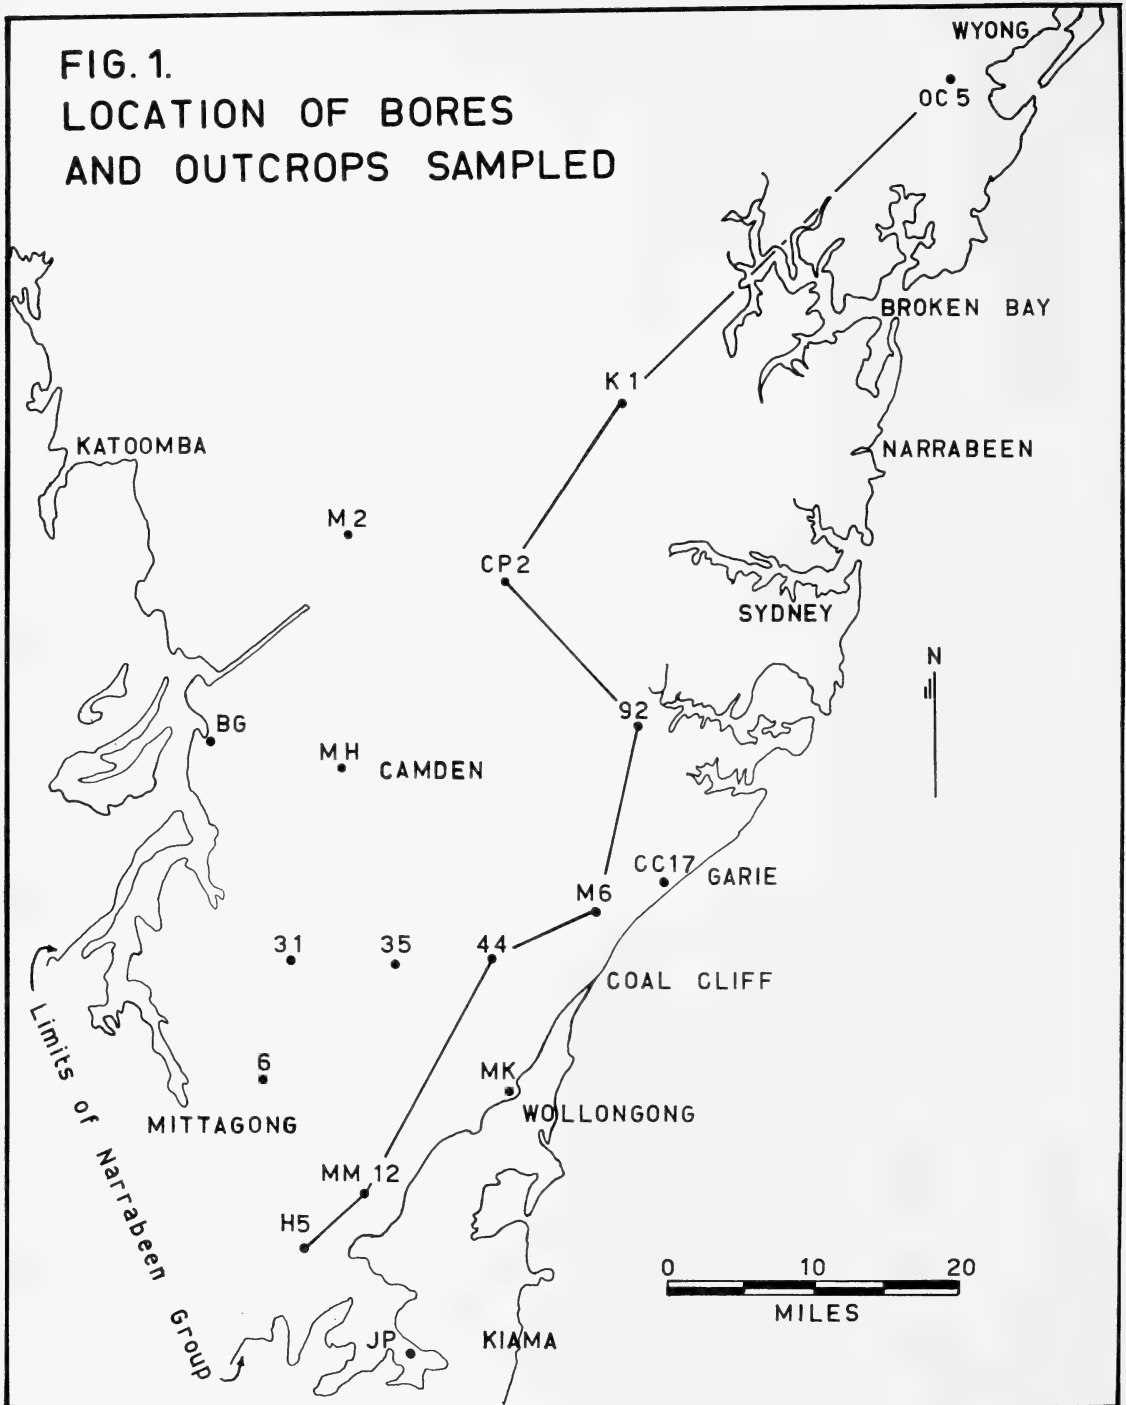 FIG. 1.
LOCATION OF BORES
AND OUTCROPS SAMPLED
WYONG
OC 5
BROKEN BAY
K 1
KATOOMBA
NARRABEEN
M 2
CP2
SYDNEY
N
92
BG
MH
CAMDEN
CC17
GARIE
M6
31
35
44
COAL CLIFF
6
MK
WOLLONGONG
MITTAGONG
MM 12
H5
Limits of Narrabeen Group
0 10 20
MILES
JP
KIAMA